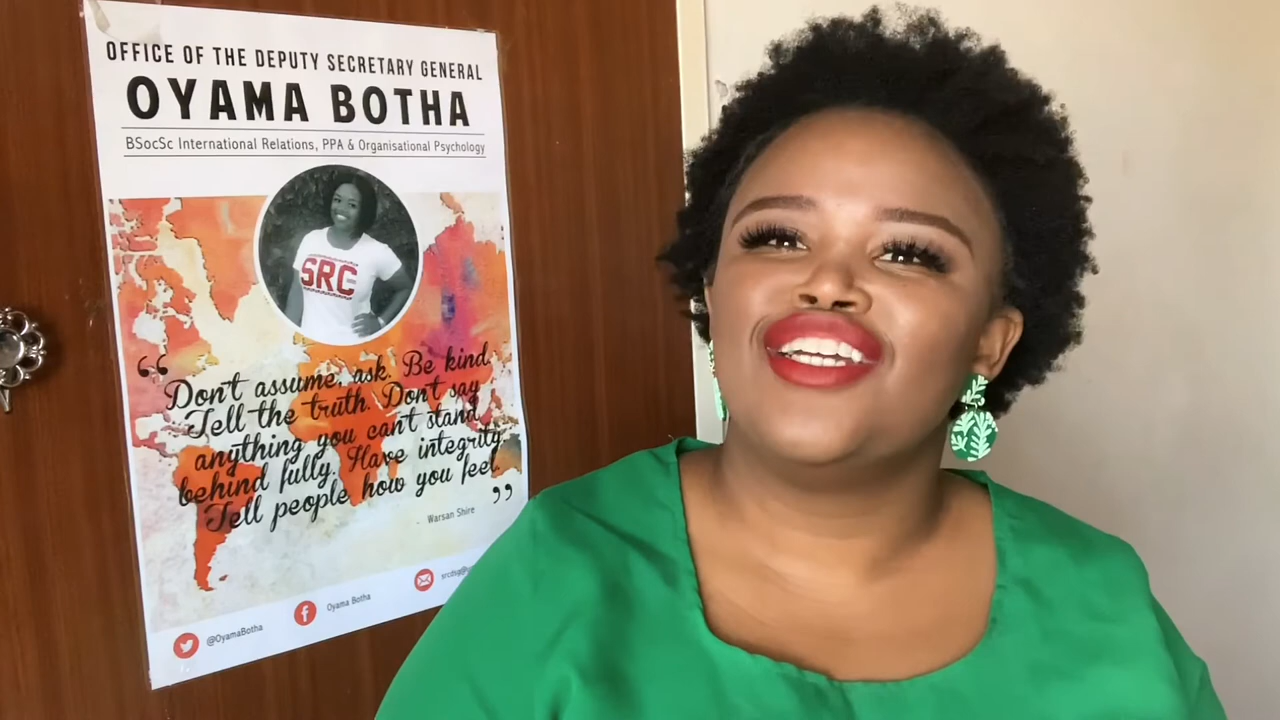 OFFICE OF THE DEPUTY SECRETARY GENERAL
OYAMA BOTHA
BSocSc International Relations, PPA & Organisational Psychology
SRC
“Don't assume, ask. Be kind.
Tell the truth. Don't say
anything you can't stand
behind fully. Have integrity.
Tell people how you feel.”
Warsan Shire
@OyamaBotha
Oyama Botha